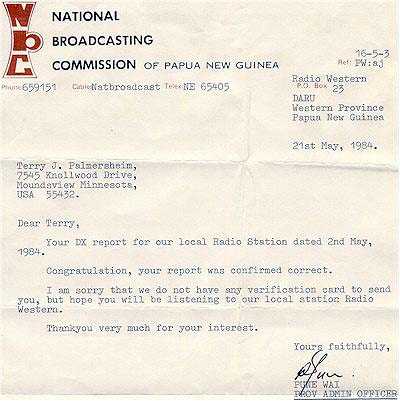 NBC
NATIONAL
BROADCASTING
COMMISSION OF PAPUA NEW GUINEA
16-5-3
Ref: PW:aj
Phone 659151 Cable Natbroadcast Telex NE 65405
Radio Western
P.O. Box 23
DARU
Western Province
Papua New Guinea
21st May, 1984.
Terry J. Palmersheim,
7545 Knollwood Drive,
Moundsview Minnesota,
USA 55432.
Dear Terry,
Your DX report for our local Radio Station dated 2nd May,
1984.
Congratulation, your report was confirmed correct.
I am sorry that we do not have any verification card to send
you, but hope you will be listening to our local station Radio
Western.
Thankyou very much for your interest.
Yours faithfully,
PUNE WAI
PROV ADMIN OFFICER